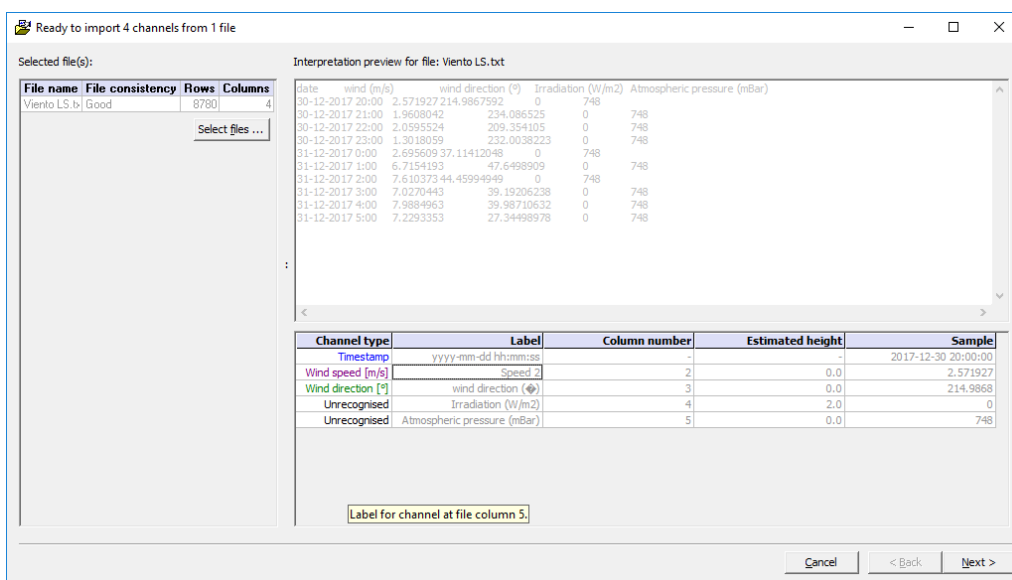 Ready to import 4 channels from 1 file
Selected file(s):
File name File consistency Rows Columns
Viento LS.tx Good 8780 4
Select files ...
Interpretation preview for file: Viento LS.txt
date wind (m/s) wind direction (º) Irradiation (W/m2) Atmospheric pressure (mBar)
30-12-2017 20:00 2.571927 214.9867592 0 748
30-12-2017 21:00 1.9608042 234.086525 0 748
30-12-2017 22:00 2.0595524 209.354105 0 748
30-12-2017 23:00 1.3018059 232.0038223 0 748
31-12-2017 0:00 2.695609 37.11412048 0 748
31-12-2017 1:00 6.7154193 47.6498909 0 748
31-12-2017 2:00 7.610373 44.45994949 0 748
31-12-2017 3:00 7.0270443 39.19206238 0 748
31-12-2017 4:00 7.9884963 39.98710632 0 748
31-12-2017 5:00 7.2293353 27.34498978 0 748
:
Channel type Label Column number Estimated height Sample
Timestamp yyyy-mm-dd hh:mm:ss - - 2017-12-30 20:00:00
Wind speed [m/s] Speed 2 2 0.0 2.571927
Wind direction [º] wind direction (�) 3 0.0 214.9868
Unrecognised Irradiation (W/m2) 4 2.0 0
Unrecognised Atmospheric pressure (mBar) 5 0.0 748
Label for channel at file column 5.
Cancel < Back Next >